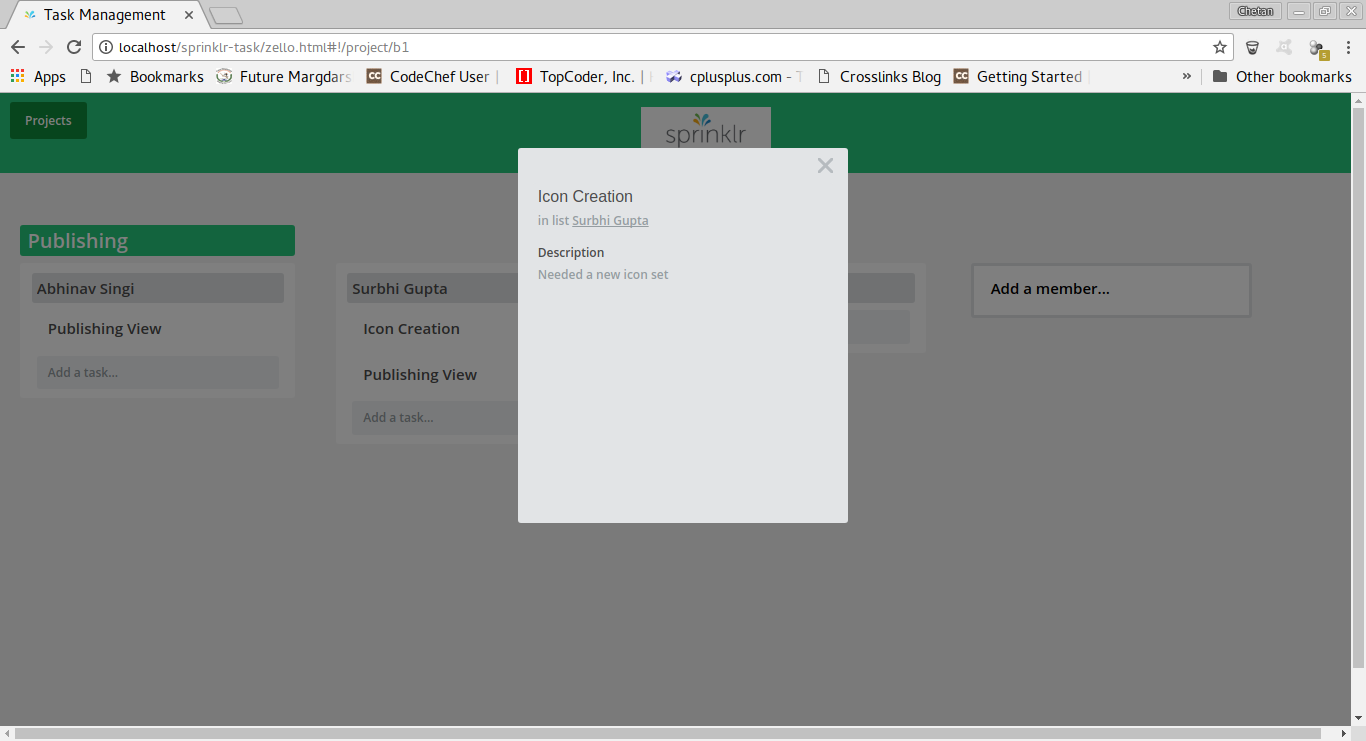 Task Management
Chetan
localhost/sprinklr-task/zello.html#!/project/b1
Apps
Bookmarks
Future Margdars
CodeChef User
TopCoder, Inc. |
cplusplus.com - T
Crosslinks Blog
Getting Started
»
Other bookmarks
Projects
sprinklr
Icon Creation
in list Surbhi Gupta
Description
Needed a new icon set
Publishing
Abhinav Singi
Publishing View
Add a task...
Surbhi Gupta
Icon Creation
Publishing View
Add a task...
Add a member...